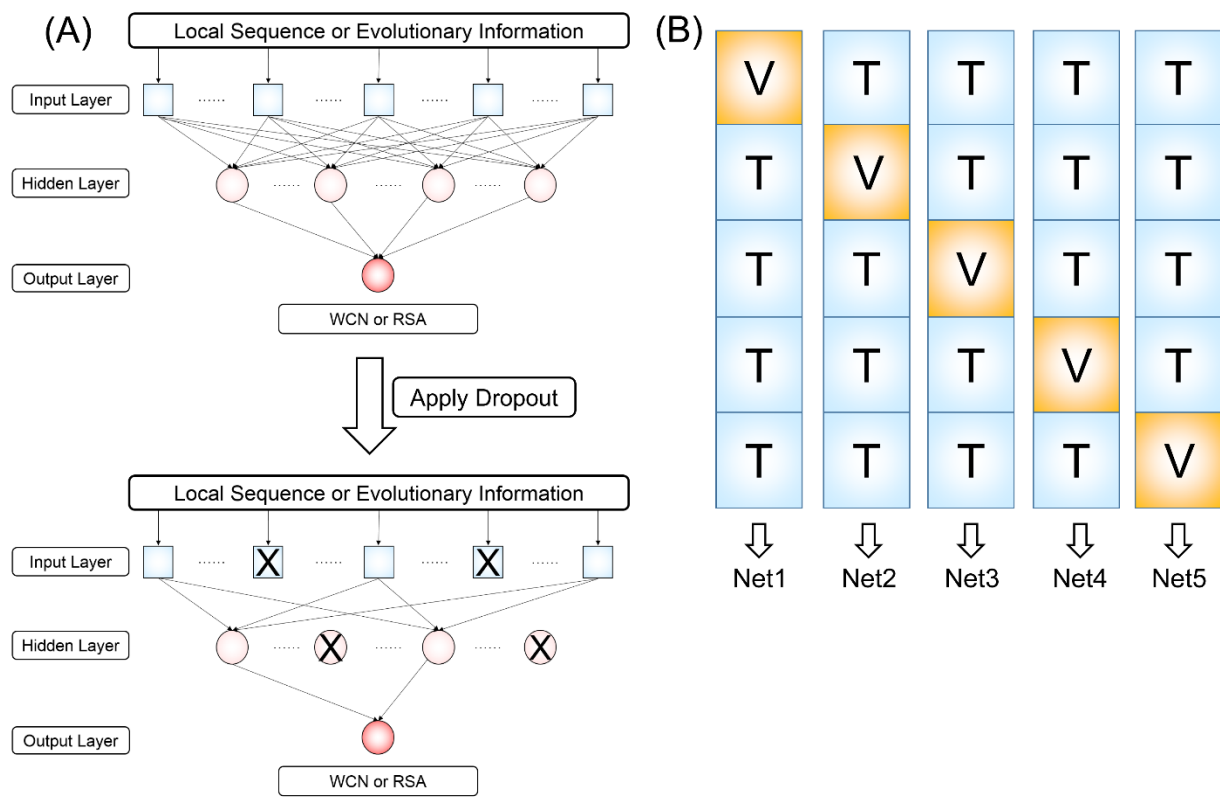 (A)
Local Sequence or Evolutionary Information
Input Layer
...... ...... ...... ......
Hidden Layer
...... ...... ......
Output Layer
WCN or RSA
Apply Dropout
Local Sequence or Evolutionary Information
Input Layer
...... X ...... ...... X ......
Hidden Layer
...... X ...... ...... X
Output Layer
WCN or RSA
(B)
V T T T T
T V T T T
T T V T T
T T T V T
T T T T V
Net1 Net2 Net3 Net4 Net5